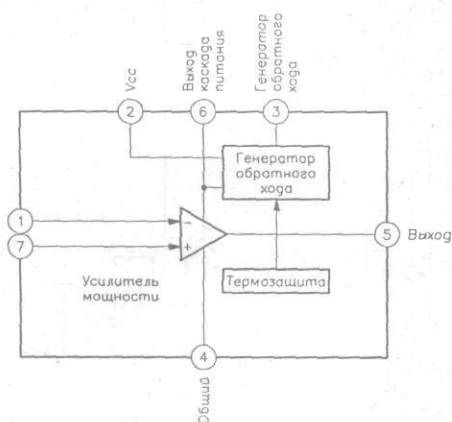 Vcc
Выход
каскада
питания
Генератор
обратного
хода
2
6
3
Генератор
обратного
хода
1
7
−
+
5
Выход
Усилитель
мощности
Термозащита
4
Общий